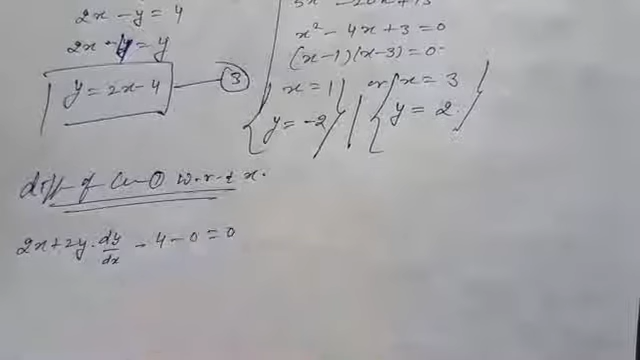 2x - y = 4
2x - 4 = y
y = 2x - 4 — ③
x² - 4x + 3 = 0
(x-1)(x-3) = 0
x = 1 or x = 3
y = -2 y = 2
diff of ① w.r.t x.
2x + 2y . dy/dx - 4 - 0 = 0